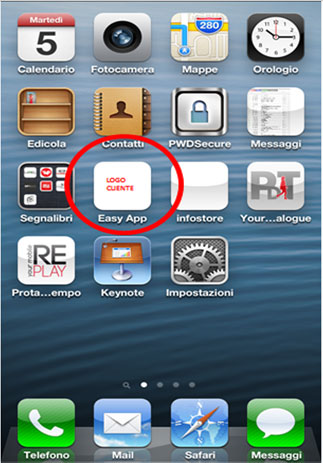 Martedì
5
280
Calendario
Fotocamera
Mappe
Orologio
Edicola
Contatti
PWDSecure
Messaggi
LOGO
CLIENTE
PDT
Segnalibri
Easy App
infostore
Your...alogue
RE
PLAY
Prota...empo
Keynote
Impostazioni
Telefono
Mail
Safari
Messaggi